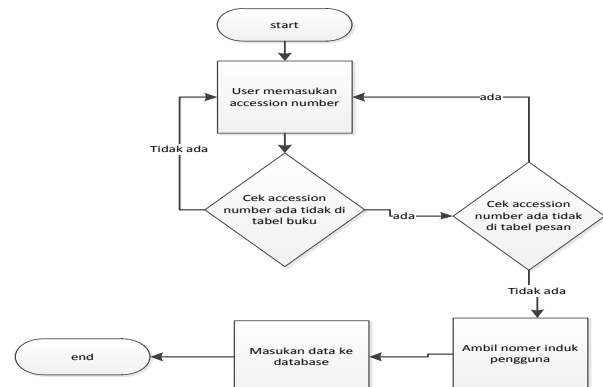 start
User memasukan
accession number
ada
Tidak ada
Cek accession
number ada tidak di
tabel buku
ada
Cek accession
number ada tidak
di tabel pesan
Tidak ada
Ambil nomer induk
pengguna
Masukan data ke
database
end